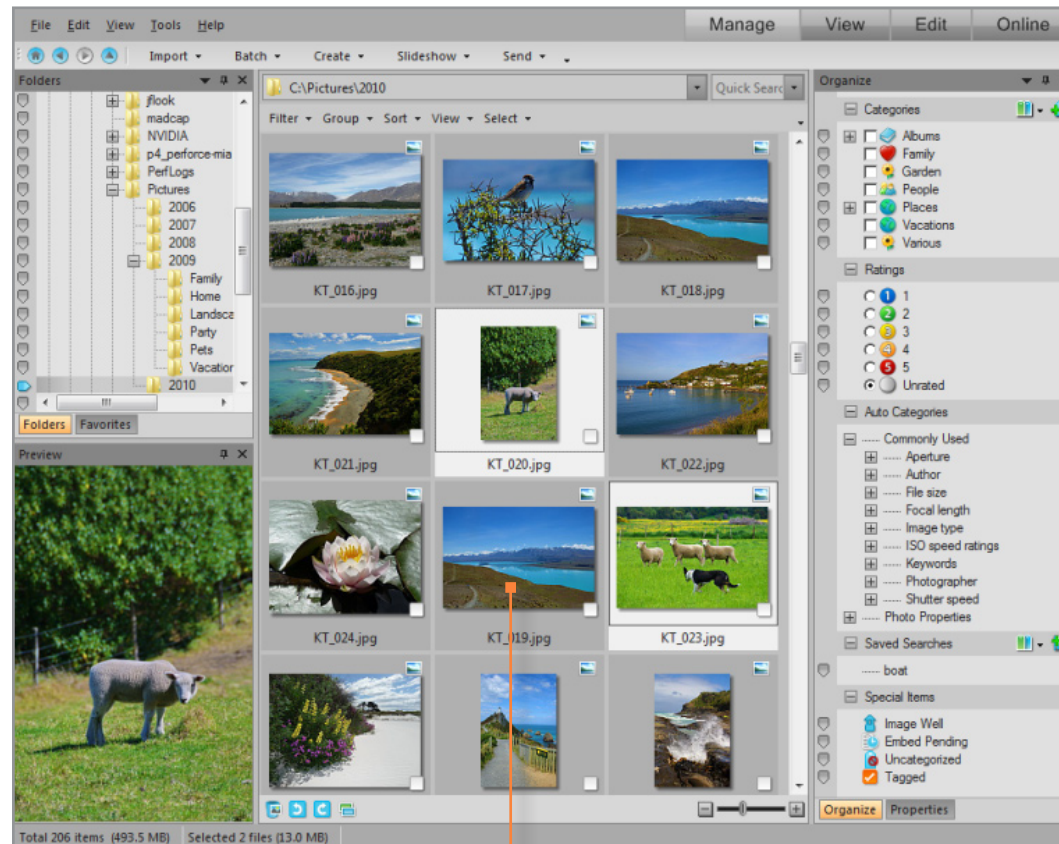 File Edit View Tools Help
Manage View Edit Online
Import Batch Create Slideshow Send
Folders
jflook
madcap
NVIDIA
p4_perforce-mia
PerfLogs
Pictures
2006
2007
2008
2009
Family
Home
Landsca
Party
Pets
Vacatior
2010
Folders Favorites
Preview
C:\Pictures\2010 Quick Searc
Filter Group Sort View Select
KT_016.jpg KT_017.jpg KT_018.jpg
KT_021.jpg KT_020.jpg KT_022.jpg
KT_024.jpg KT_019.jpg KT_023.jpg
Organize
Categories
Albums
Family
Garden
People
Places
Vacations
Various
Ratings
1 1
2 2
3 3
4 4
5 5
Unrated
Auto Categories
Commonly Used
Aperture
Author
File size
Focal length
Image type
ISO speed ratings
Keywords
Photographer
Shutter speed
Photo Properties
Saved Searches
boat
Special Items
Image Well
Embed Pending
Uncategorized
Tagged
Organize Properties
Total 206 items (493.5 MB) Selected 2 files (13.0 MB)